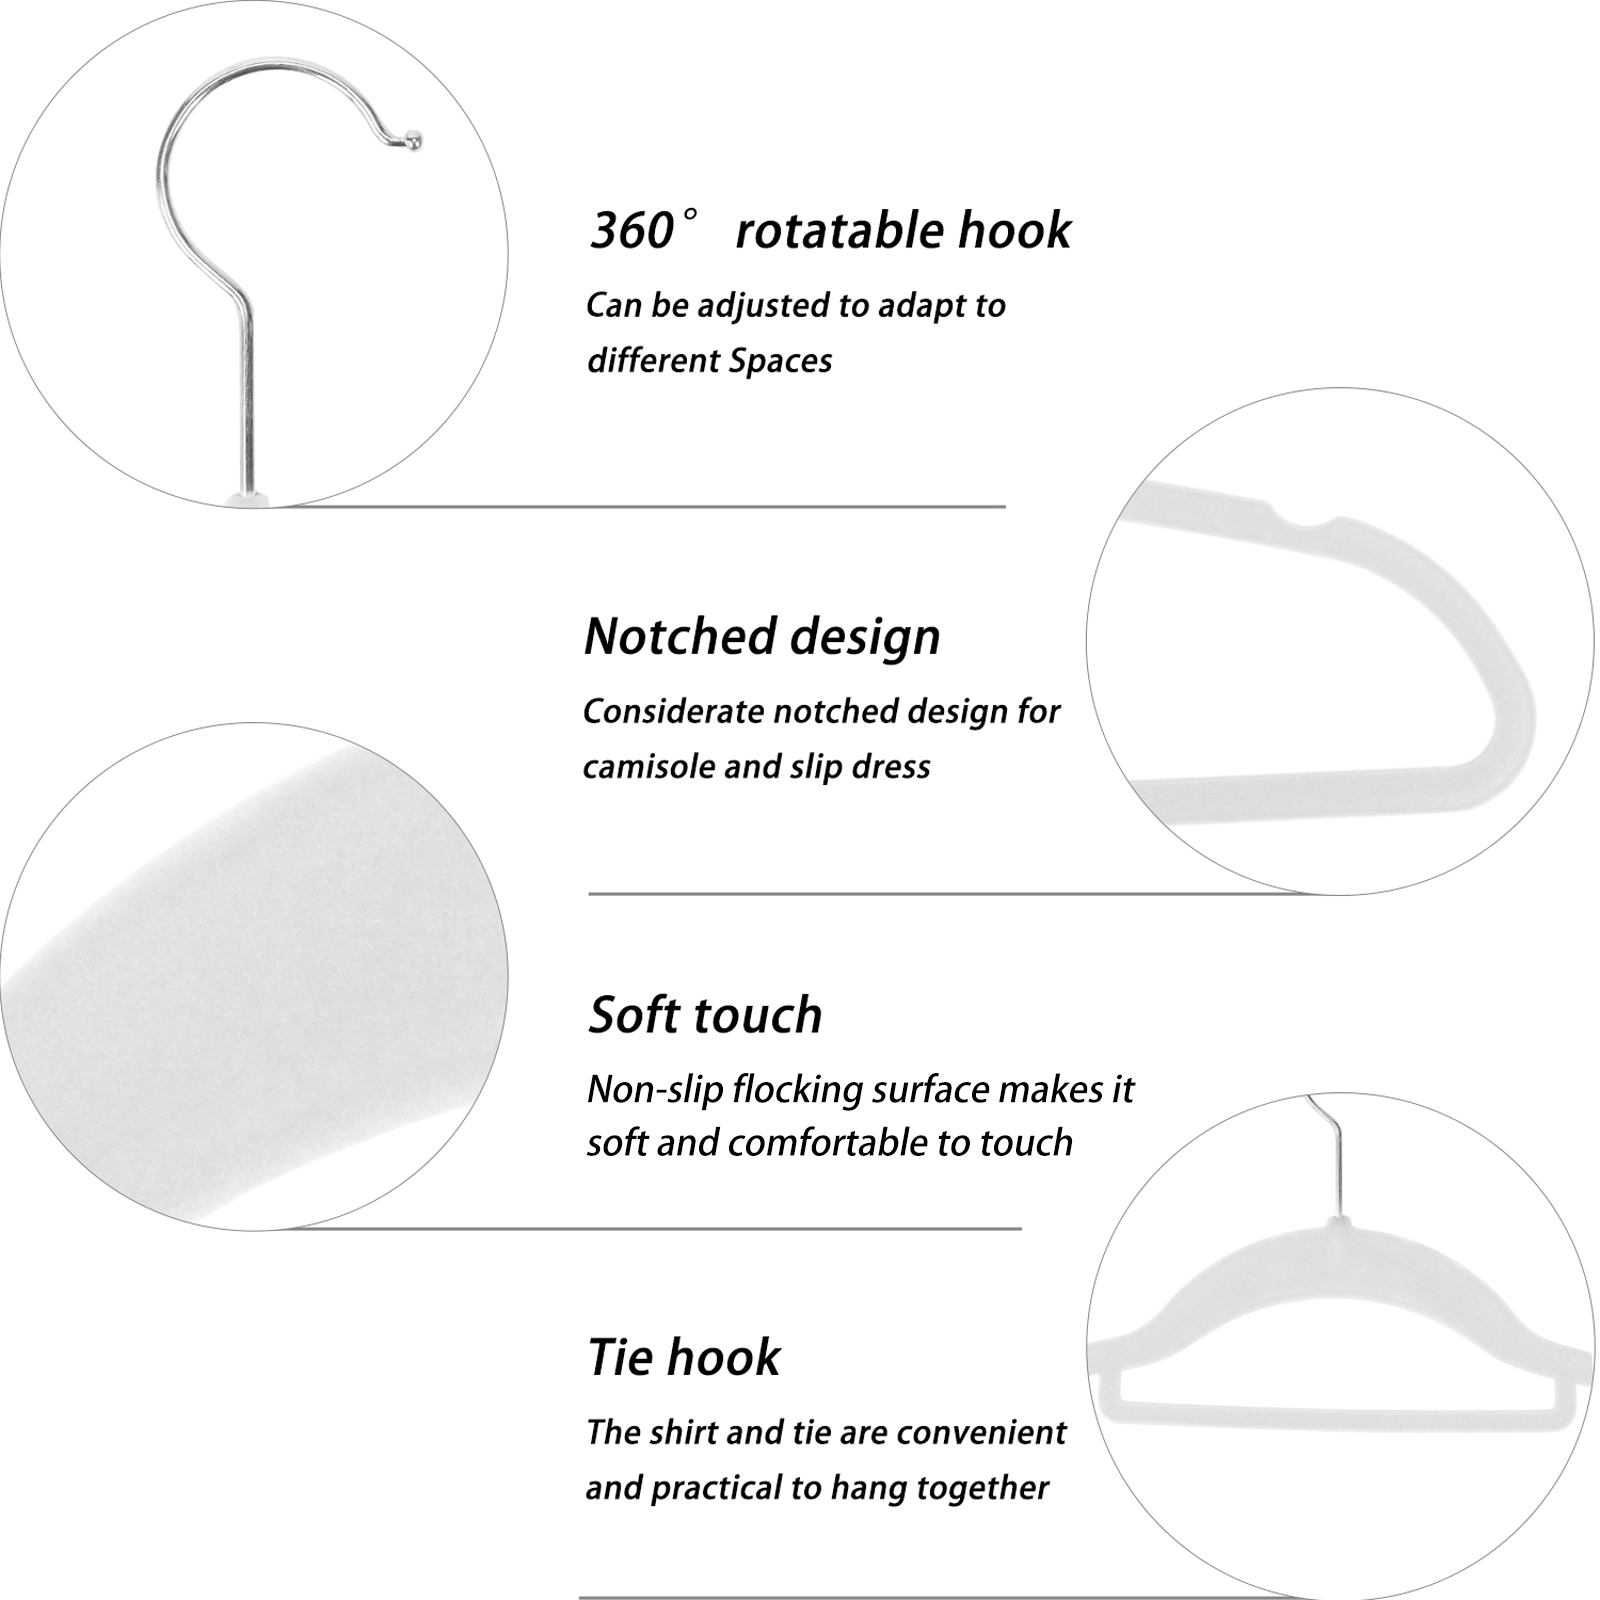 360° rotatable hook
Can be adjusted to adapt to
different Spaces
Notched design
Considerate notched design for
camisole and slip dress
Soft touch
Non-slip flocking surface makes it
soft and comfortable to touch
Tie hook
The shirt and tie are convenient
and practical to hang together